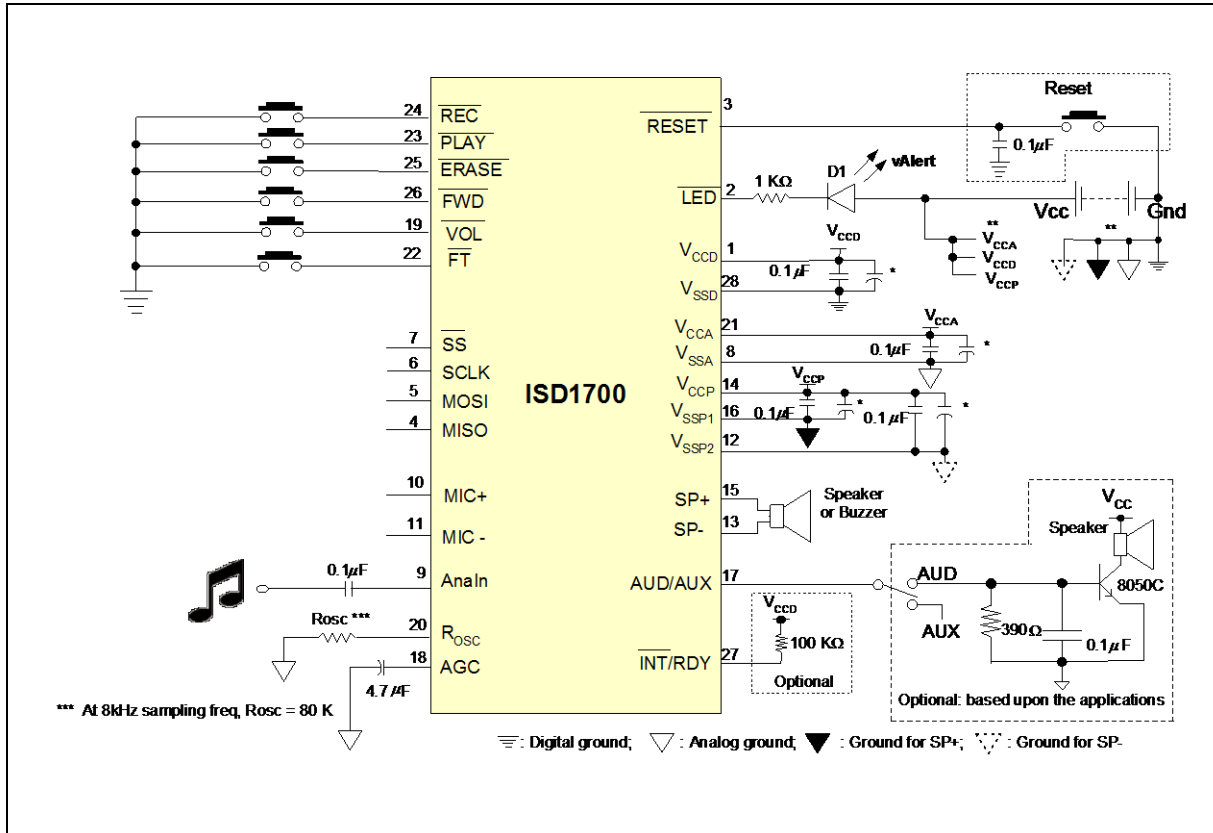 24 REC
23 PLAY
25 ERASE
26 FWD
19 VOL
22 FT
7 SS
6 SCLK
5 MOSI
4 MISO
10 MIC+
11 MIC -
0.1µF 9 AnaIn
Rosc *** 20 ROSC
18 AGC
4.7 µF
*** At 8kHz sampling freq, Rosc = 80 K
ISD1700
3
RESET
Reset
0.1µF
LED 2 1 KΩ D1 vAlert
Vcc Gnd
**
VCCA
VCCD
VCCP
**
VCCD 1 VCCD
0.1µF *
VSSD 28
VCCA 21 VCCA
0.1µF *
VSSA 8
VCCP 14 VCCP
0.1µF * 0.1µF *
VSSP1 16
VSSP2 12
SP+ 15
SP- 13
Speaker
or Buzzer
AUD/AUX 17
AUD
AUX
VCC
Speaker
8050C
390Ω
0.1µF
Optional: based upon the applications
VCCD
100 KΩ
INT/RDY 27
Optional
: Digital ground; : Analog ground; : Ground for SP+; : Ground for SP-